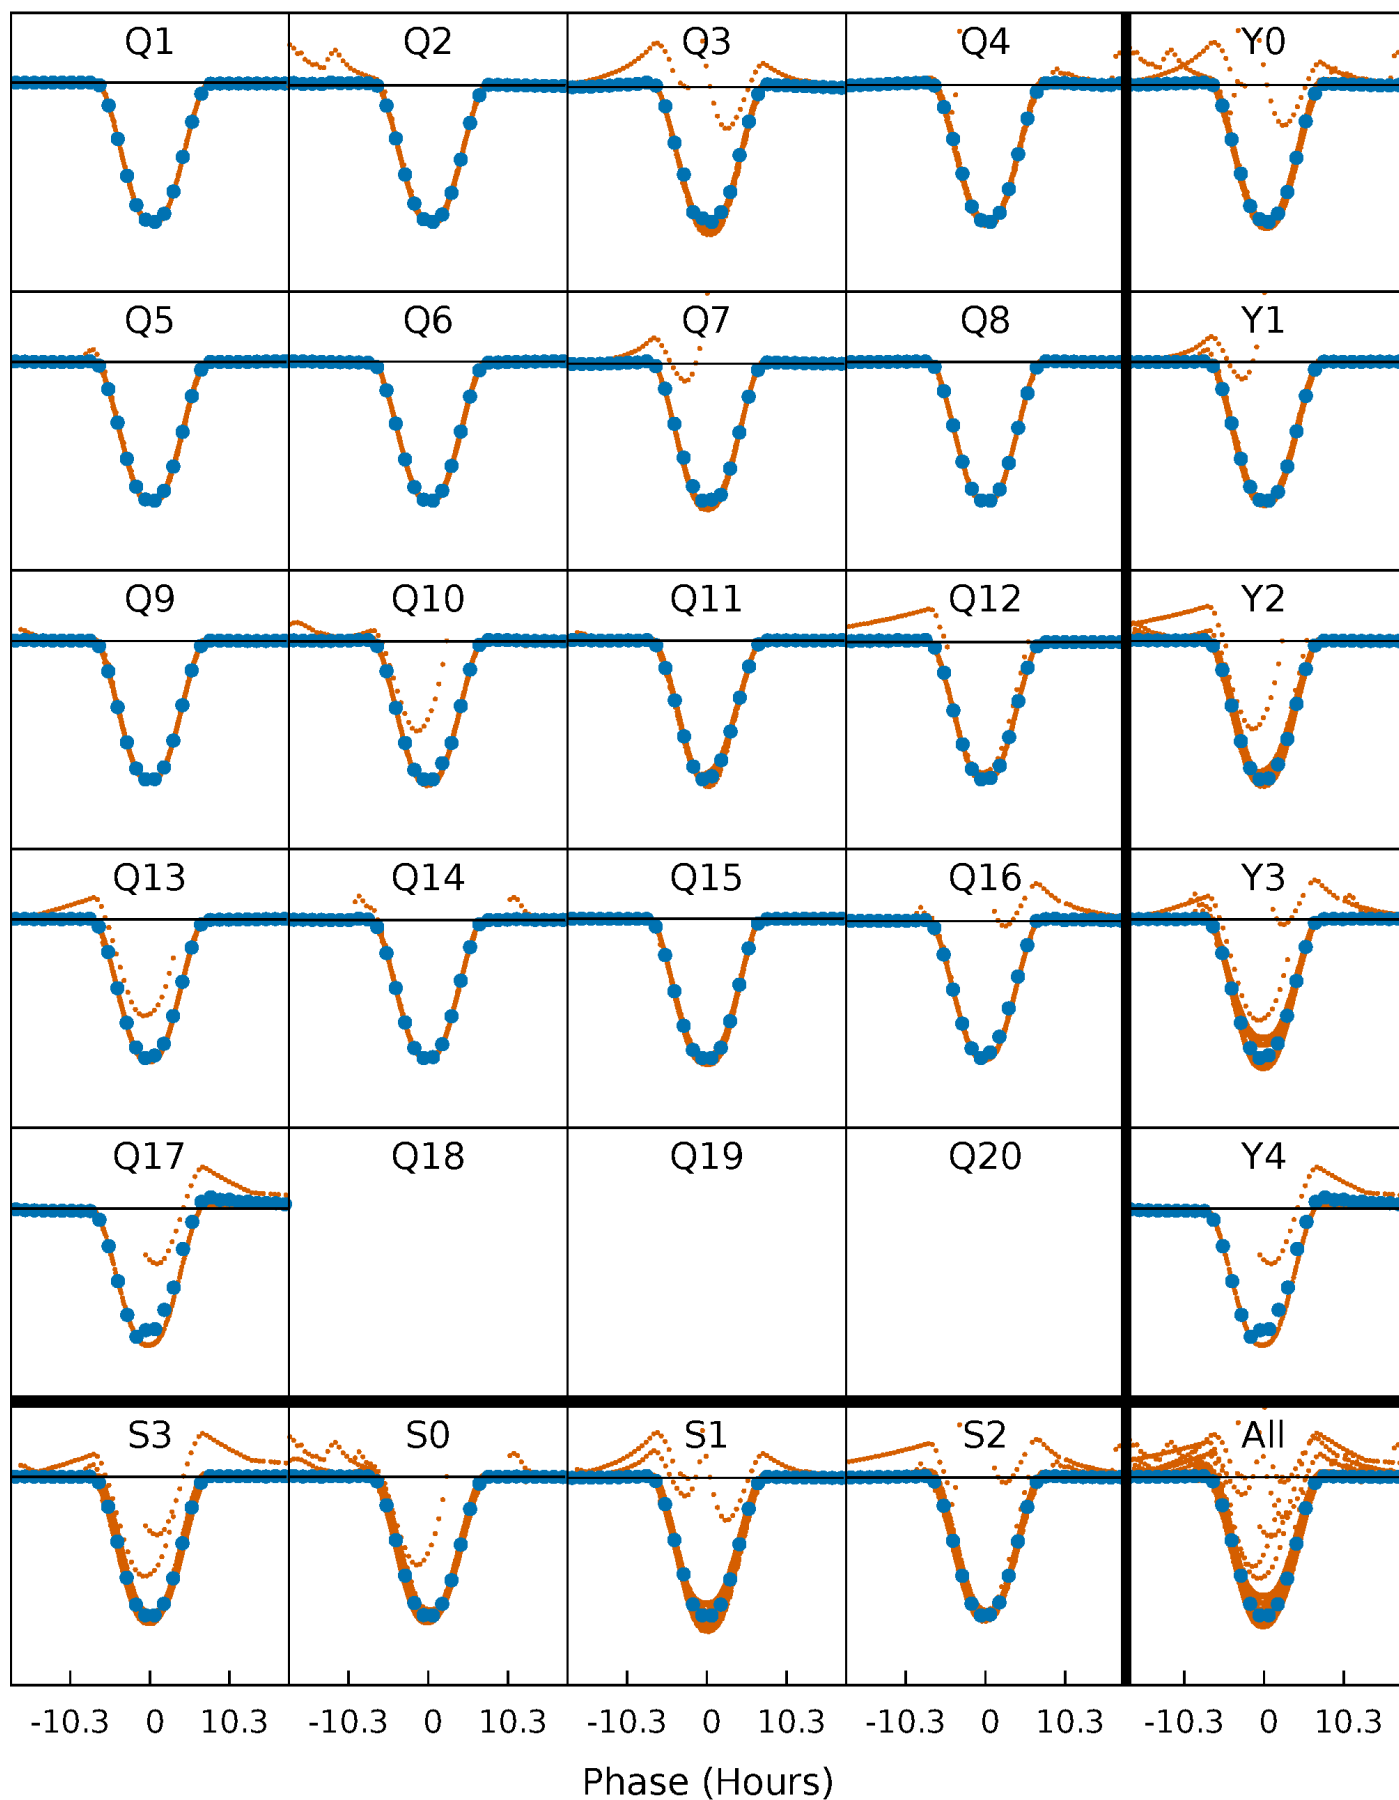 Q1 Q2 Q3 Q4 Y0
Q5 Q6 Q7 Q8 Y1
Q9 Q10 Q11 Q12 Y2
Q13 Q14 Q15 Q16 Y3
Q17 Q18 Q19 Q20 Y4
S3 S0 S1 S2 All
-10.3 0 10.3 -10.3 0 10.3 -10.3 0 10.3 -10.3 0 10.3 -10.3 0 10.3
Phase (Hours)